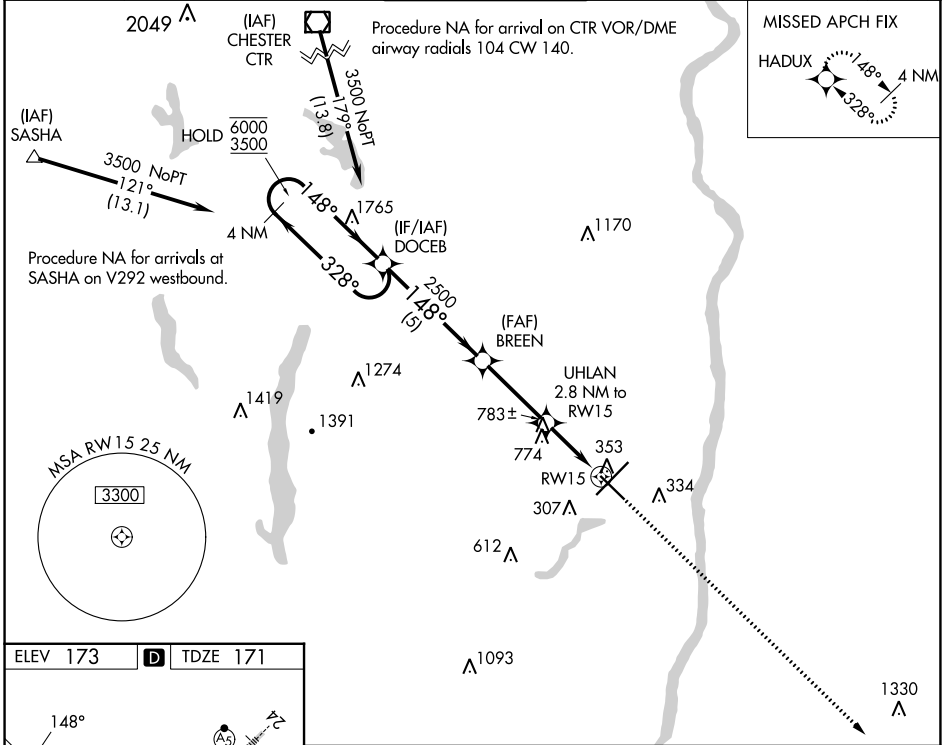 2049
(IAF)
CHESTER
CTR
Procedure NA for arrival on CTR VOR/DME
airway radials 104 CW 140.
MISSED APCH FIX
HADUX
148°
4 NM
328°
3500 NoPT
179°
(13.8)
(IAF)
SASHA
HOLD
6000
3500
3500 NoPT
121°
(13.1)
148°
1765
4 NM
(IF/IAF)
DOCEB
1170
Procedure NA for arrivals at
SASHA on V292 westbound.
328°
2500
148°
(5)
(FAF)
BREEN
1274
UHLAN
2.8 NM to
RW15
1419
1391
783±
774
353
RW15
334
307
MSA RW15 25 NM
3300
612
ELEV 173
D
TDZE 171
1093
1330
148°
A5
24